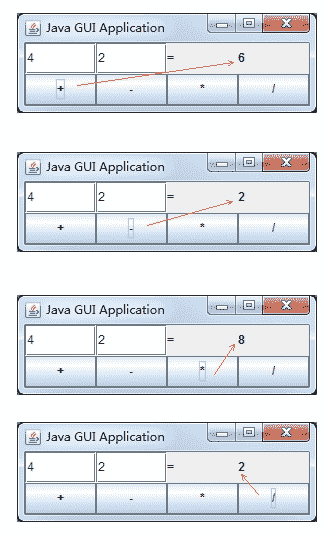 Java GUI Application
4 2 = 6
+ - * /
Java GUI Application
4 2 = 2
+ - * /
Java GUI Application
4 2 = 8
+ - * /
Java GUI Application
4 2 = 2
+ - * /